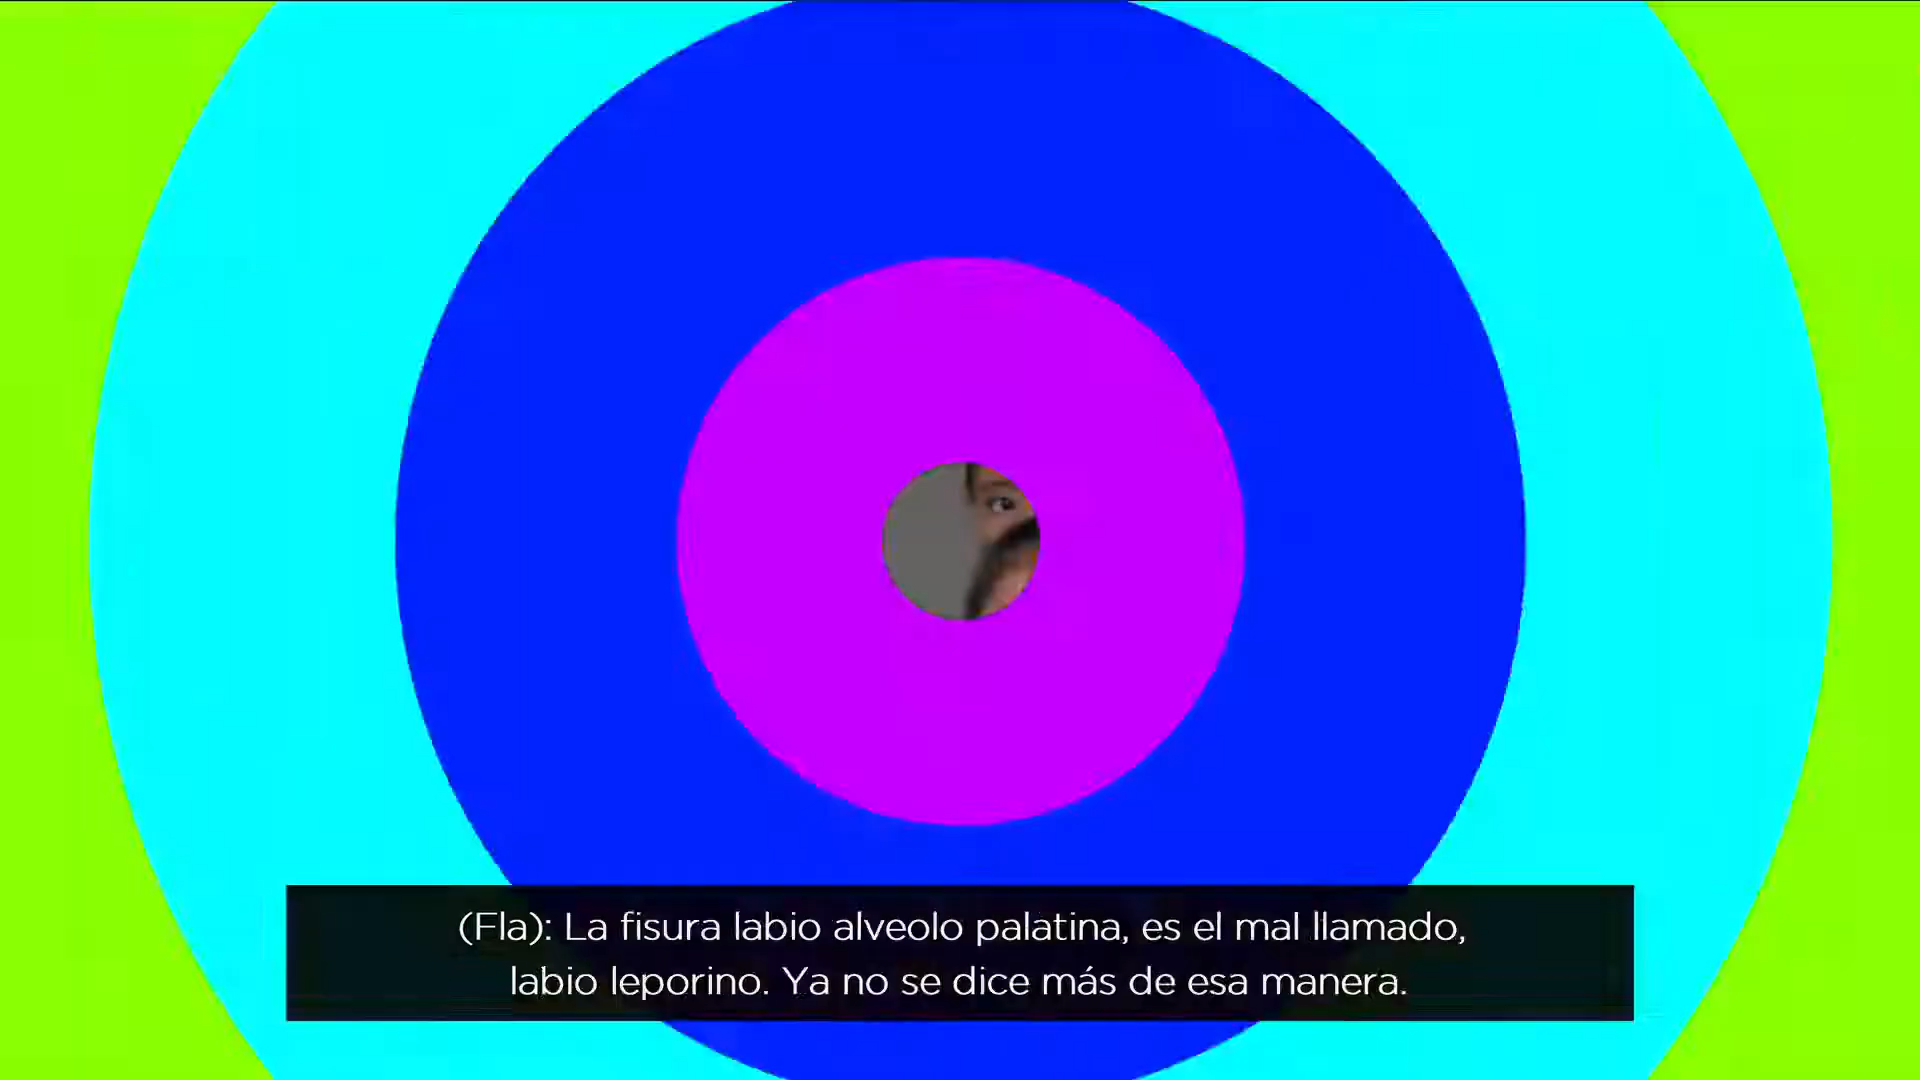 (Fla): La fisura labio alveolo palatina, es el mal llamado,
labio leporino. Ya no se dice más de esa manera.